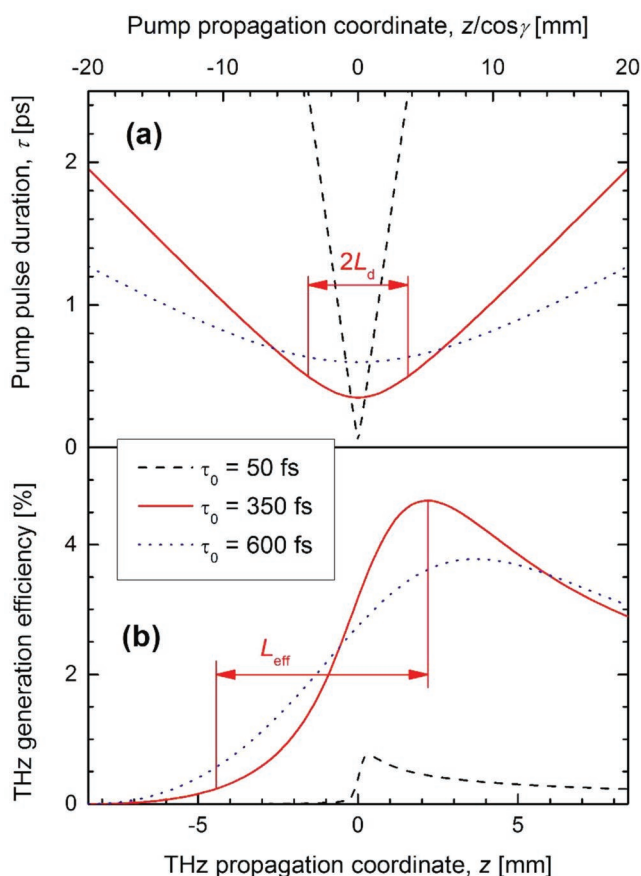 Pump propagation coordinate, z/cosγ [mm]
-20 -10 0 10 20
Pump pulse duration, τ [ps]
2
1
0
(a)
2L_d
τ₀ = 50 fs
τ₀ = 350 fs
τ₀ = 600 fs
THz generation efficiency [%]
4
2
0
(b)
L_eff
-5 0 5
THz propagation coordinate, z [mm]